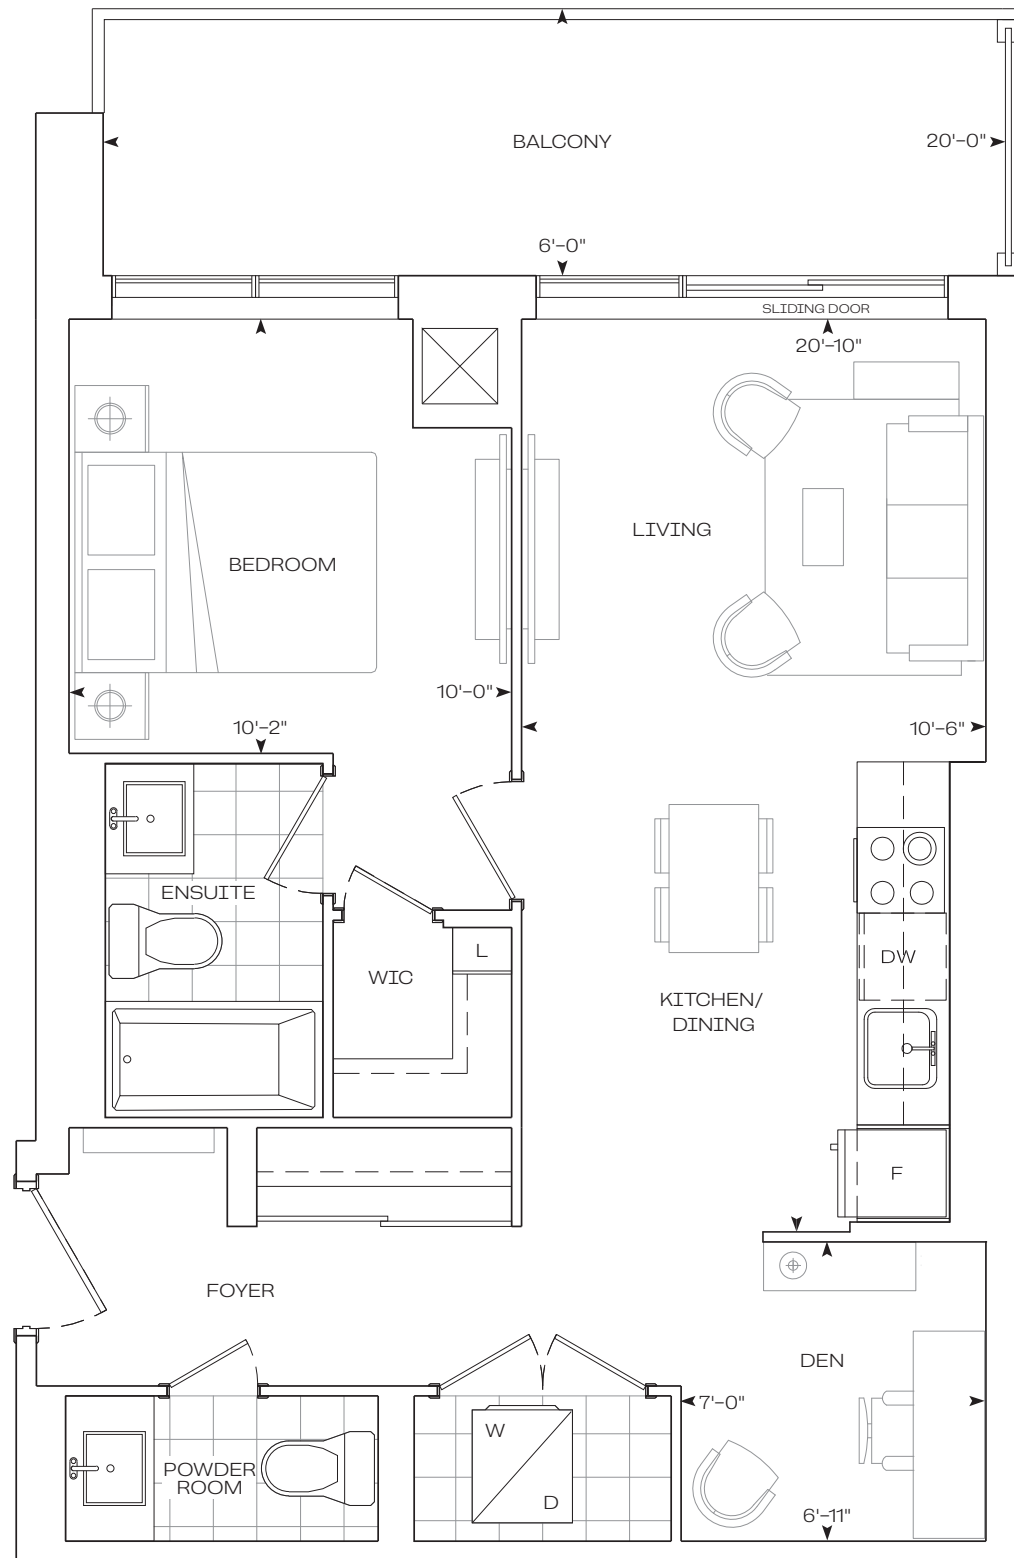 BALCONY
20'-0"
6'-0"
SLIDING DOOR
20'-10"
LIVING
BEDROOM
10'-0"
10'-2"
10'-6"
ENSUITE
DW
L
WIC
KITCHEN/
DINING
F
FOYER
DEN
7'-0"
W
POWDER
ROOM
D
6'-11"